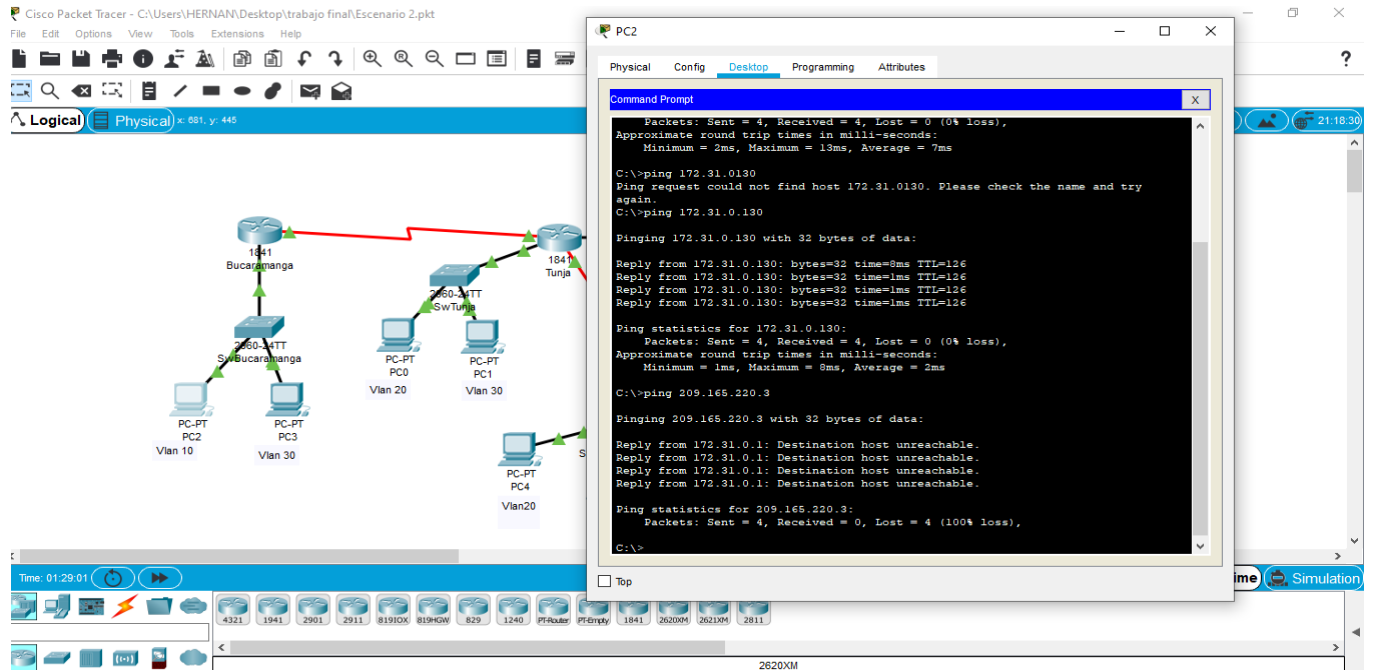 Cisco Packet Tracer - C:\Users\HERNAN\Desktop\trabajo final\Escenario 2.pkt
File Edit Options View Tools Extensions Help
Logical Physical x: 681, y: 445
21:18:30
1841
Bucaramanga
1841
Tunja
2960-24TT
SwTunja
2960-24TT
SwBucaramanga
PC-PT
PC0
Vlan 20
PC-PT
PC1
Vlan 30
PC-PT
PC2
Vlan 10
PC-PT
PC3
Vlan 30
PC-PT
PC4
Vlan20
S
PC2
Physical Config Desktop Programming Attributes
Command Prompt
X
Packets: Sent = 4, Received = 4, Lost = 0 (0% loss),
Approximate round trip times in milli-seconds:
Minimum = 2ms, Maximum = 13ms, Average = 7ms
C:\>ping 172.31.0130
Ping request could not find host 172.31.0130. Please check the name and try
again.
C:\>ping 172.31.0.130
Pinging 172.31.0.130 with 32 bytes of data:
Reply from 172.31.0.130: bytes=32 time=8ms TTL=126
Reply from 172.31.0.130: bytes=32 time=1ms TTL=126
Reply from 172.31.0.130: bytes=32 time=1ms TTL=126
Reply from 172.31.0.130: bytes=32 time=1ms TTL=126
Ping statistics for 172.31.0.130:
Packets: Sent = 4, Received = 4, Lost = 0 (0% loss),
Approximate round trip times in milli-seconds:
Minimum = 1ms, Maximum = 8ms, Average = 2ms
C:\>ping 209.165.220.3
Pinging 209.165.220.3 with 32 bytes of data:
Reply from 172.31.0.1: Destination host unreachable.
Reply from 172.31.0.1: Destination host unreachable.
Reply from 172.31.0.1: Destination host unreachable.
Reply from 172.31.0.1: Destination host unreachable.
Ping statistics for 209.165.220.3:
Packets: Sent = 4, Received = 0, Lost = 4 (100% loss),
C:\>
Top
Time: 01:29:01
ime Simulation
4321 1941 2901 2911 819IOX 819HGW 829 1240 PT-Router PT-Empty 1841 2620XM 2621XM 2811
2620XM